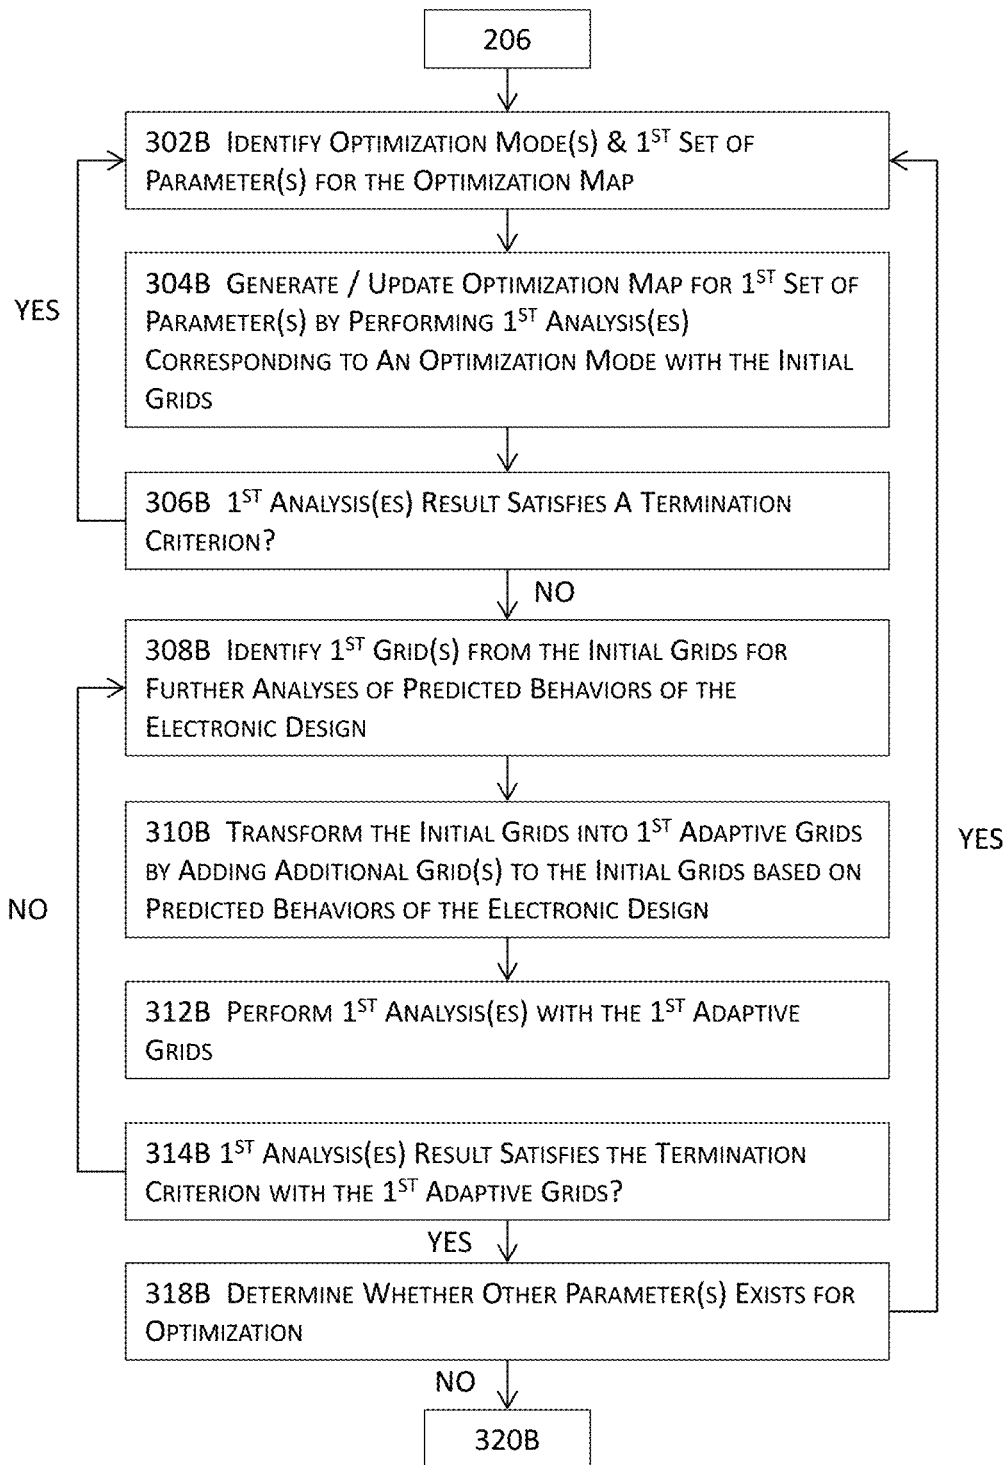 206
302B IDENTIFY OPTIMIZATION MODE(S) & 1ST SET OF
PARAMETER(S) FOR THE OPTIMIZATION MAP
304B GENERATE / UPDATE OPTIMIZATION MAP FOR 1ST SET OF
PARAMETER(S) BY PERFORMING 1ST ANALYSIS(ES)
CORRESPONDING TO AN OPTIMIZATION MODE WITH THE INITIAL
GRIDS
YES
306B 1ST ANALYSIS(ES) RESULT SATISFIES A TERMINATION
CRITERION?
NO
308B IDENTIFY 1ST GRID(S) FROM THE INITIAL GRIDS FOR
FURTHER ANALYSES OF PREDICTED BEHAVIORS OF THE
ELECTRONIC DESIGN
310B TRANSFORM THE INITIAL GRIDS INTO 1ST ADAPTIVE GRIDS
BY ADDING ADDITIONAL GRID(S) TO THE INITIAL GRIDS BASED ON
PREDICTED BEHAVIORS OF THE ELECTRONIC DESIGN
YES
NO
312B PERFORM 1ST ANALYSIS(ES) WITH THE 1ST ADAPTIVE
GRIDS
314B 1ST ANALYSIS(ES) RESULT SATISFIES THE TERMINATION
CRITERION WITH THE 1ST ADAPTIVE GRIDS?
YES
318B DETERMINE WHETHER OTHER PARAMETER(S) EXISTS FOR
OPTIMIZATION
NO
320B